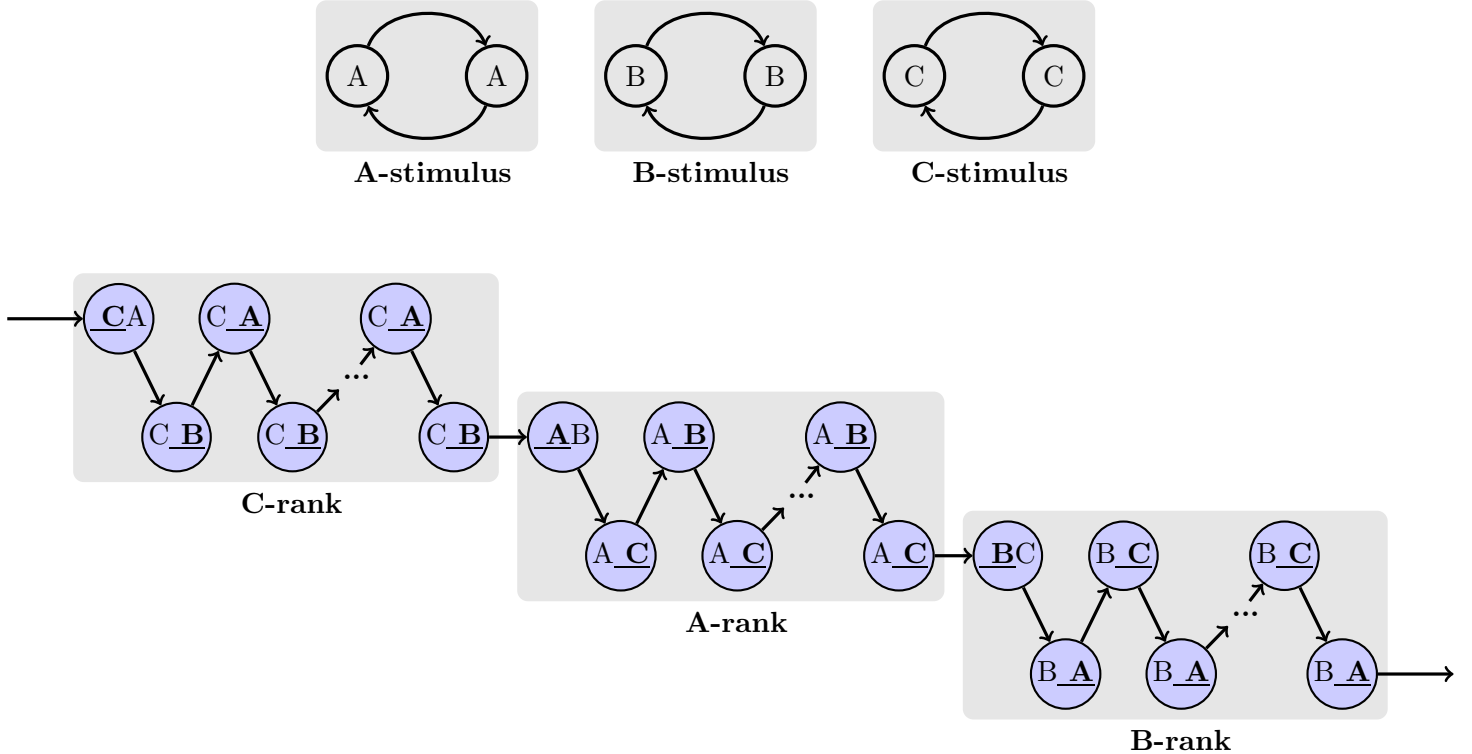 A A B B C C
A-stimulus B-stimulus C-stimulus
CA C A C A
...
C B C B C B AB A B A B
C-rank ...
A C A C A C BC B C B C
A-rank ...
B A B A B A
B-rank